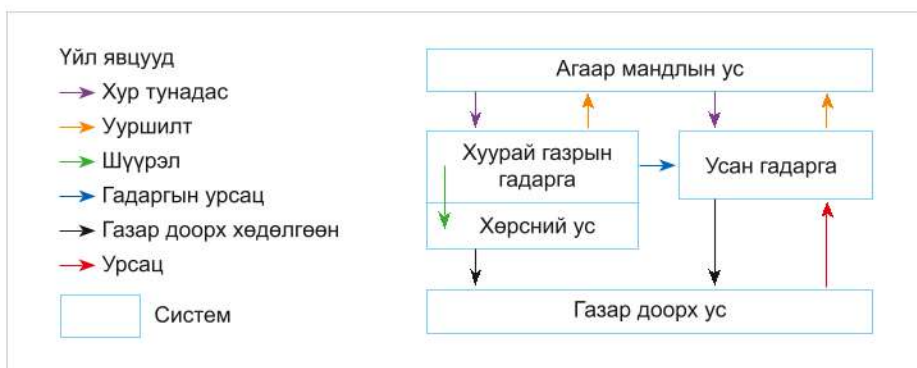 Үйл явцууд
Хур тунадас
Ууршилт
Шүүрэл
Гадаргын урсац
Газар доорх хөдөлгөөн
Урсац
Систем
Агаар мандлын ус
Хуурай газрын
гадарга
Усан гадарга
Хөрсний ус
Газар доорх ус